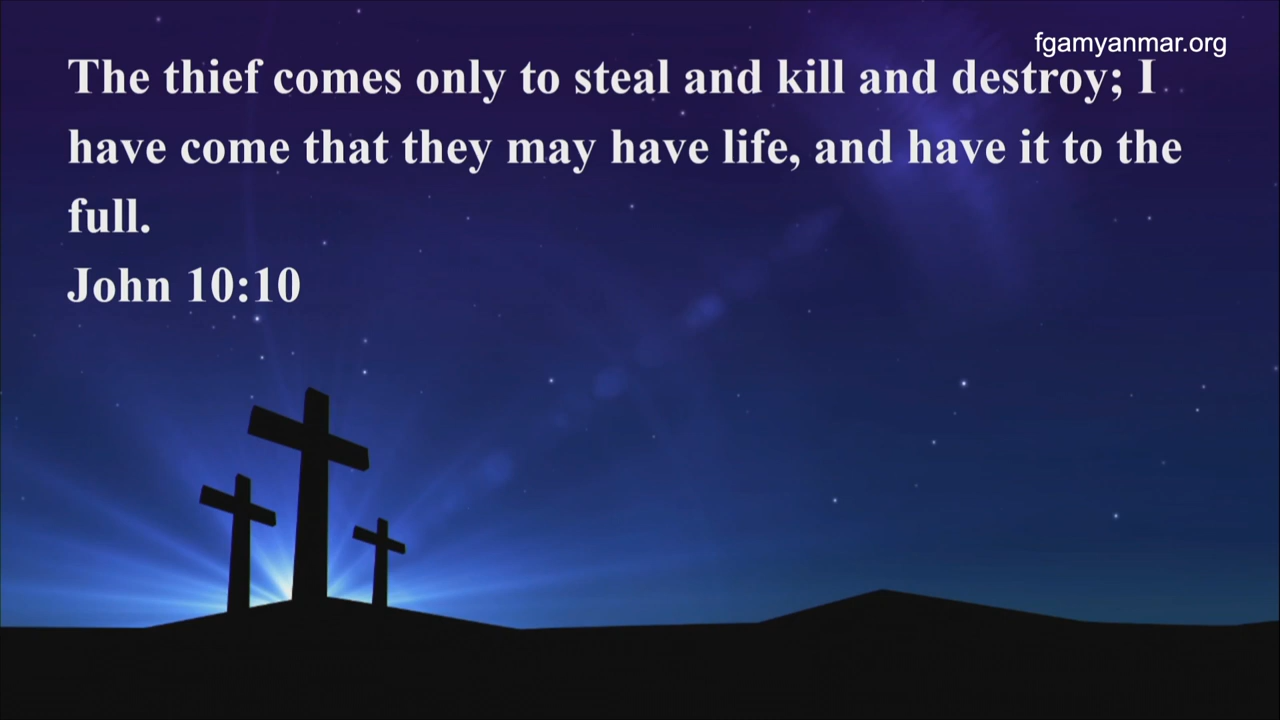 fgamyanmar.org
The thief comes only to steal and kill and destroy; I
have come that they may have life, and have it to the
full.
John 10:10